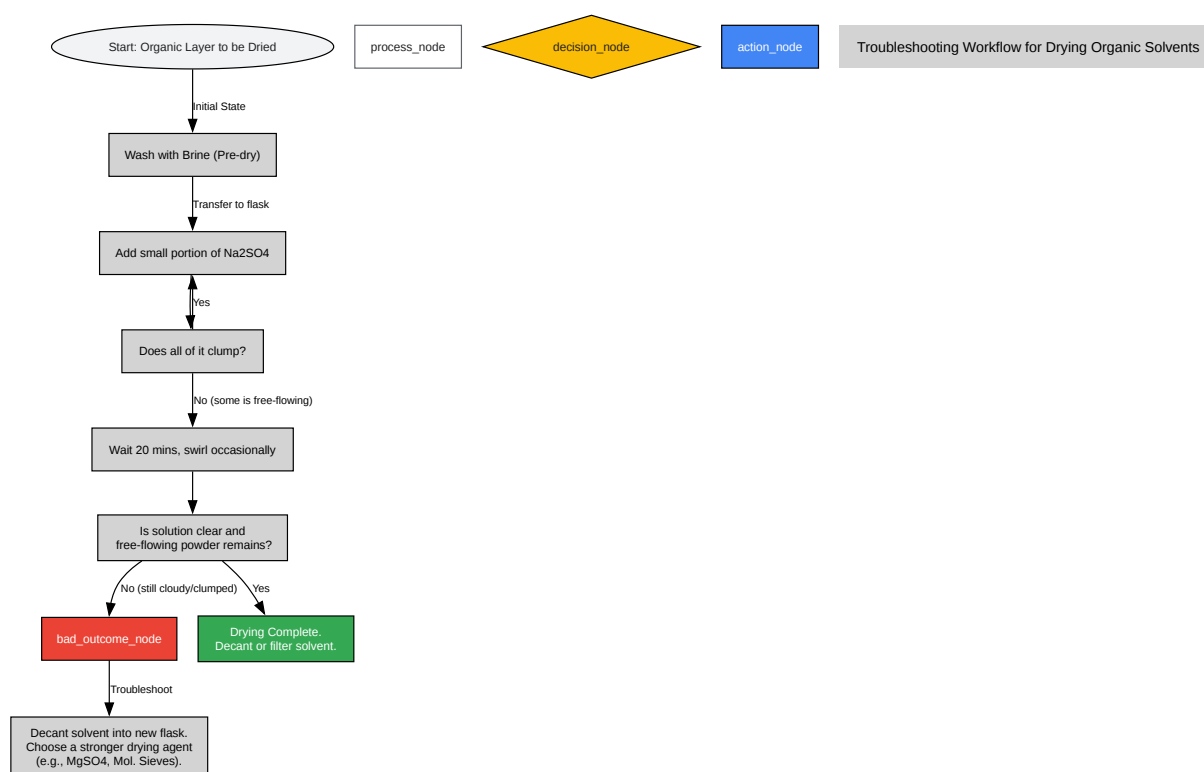 Start: Organic Layer to be Dried
process_node
decision_node
action_node
Troubleshooting Workflow for Drying Organic Solvents
Initial State
Wash with Brine (Pre-dry)
Transfer to flask
Add small portion of Na2SO4
Yes
Does all of it clump?
No (some is free-flowing)
Wait 20 mins, swirl occasionally
Is solution clear and
free-flowing powder remains?
No (still cloudy/clumped)
Yes
bad_outcome_node
Drying Complete.
Decant or filter solvent.
Troubleshoot
Decant solvent into new flask.
Choose a stronger drying agent
(e.g., MgSO4, Mol. Sieves).